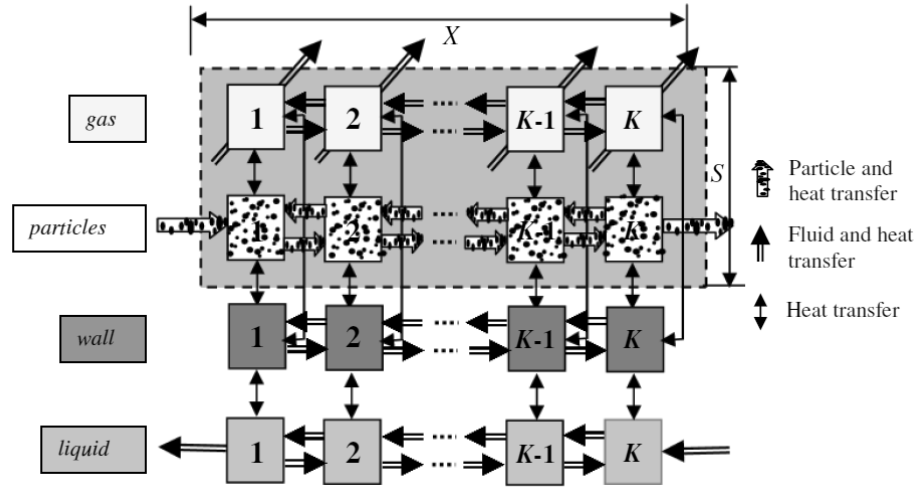 X
gas
1 2 K-1 K
S
particles
1 2 K-1 K
Particle and
heat transfer
Fluid and heat
transfer
Heat transfer
wall
1 2 K-1 K
liquid
1 2 K-1 K